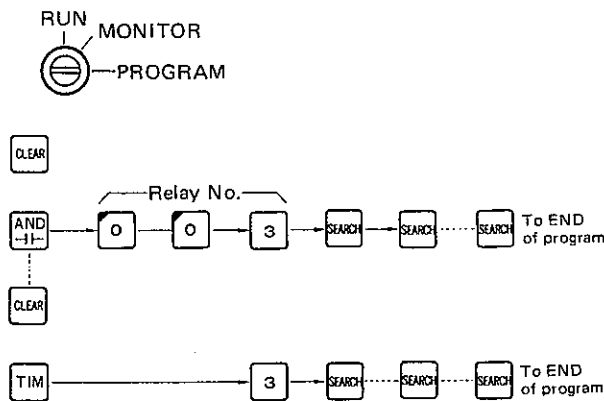 RUN
MONITOR
PROGRAM
CLEAR
Relay No.
AND 0 0 3 SEARCH SEARCH SEARCH To END
of program
CLEAR
TIM 3 SEARCH SEARCH SEARCH To END
of program